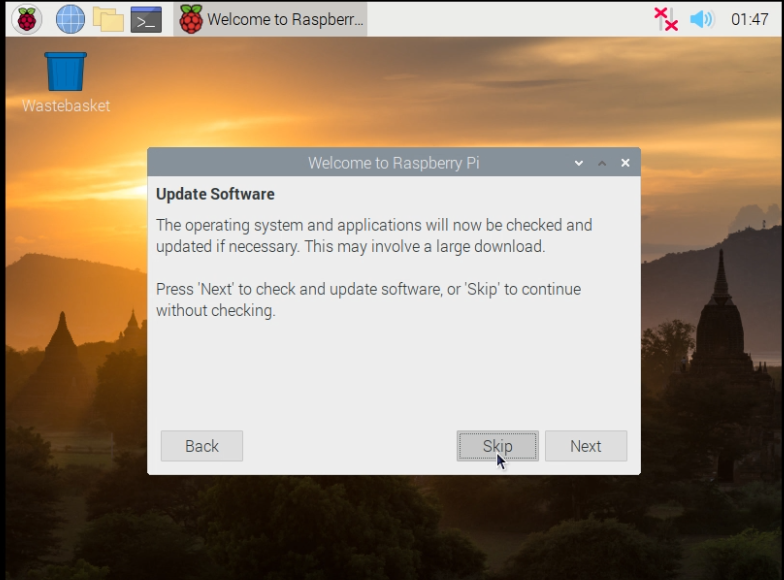 Welcome to Raspberr...
01:47
Wastebasket
Welcome to Raspberry Pi
Update Software
The operating system and applications will now be checked and
updated if necessary. This may involve a large download.
Press 'Next' to check and update software, or 'Skip' to continue
without checking.
Back
Skip
Next